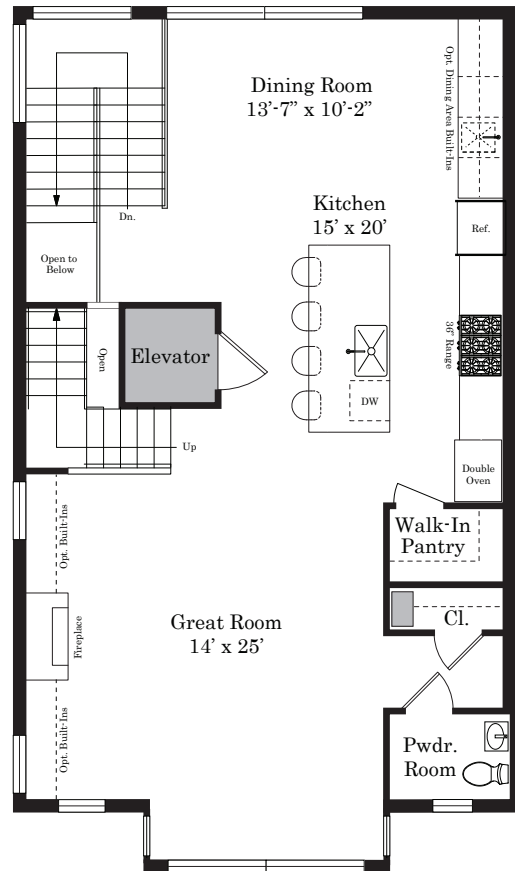 Dining Room
13'-7” x 10'-2”
Opt. Dining Area Built-Ins
Kitchen
15' x 20'
Dn.
Ref.
Open to
Below
Open
Elevator
36" Range
DW
Up
Double
Oven
Opt. Built-Ins
Walk-In
Pantry
Fireplace
Great Room
14' x 25'
Cl.
Opt. Built-Ins
Pwdr.
Room